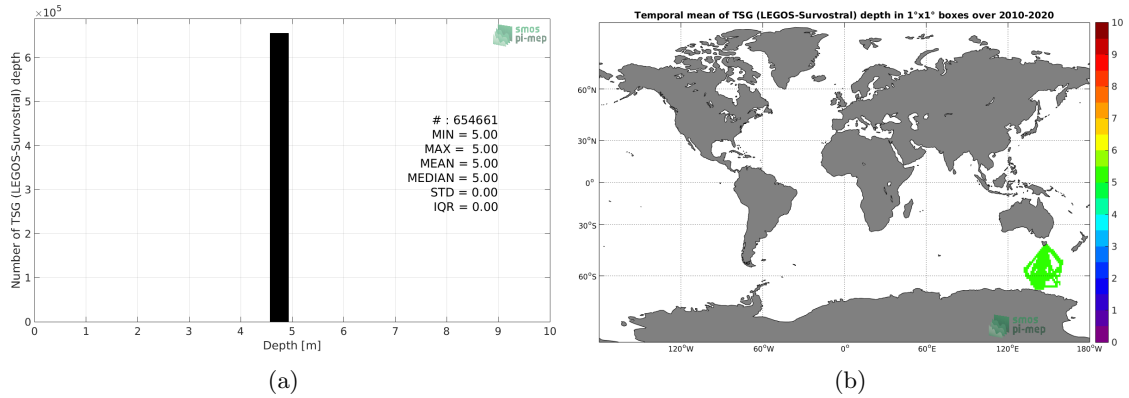 ×10⁵
6
5
4
3
2
1
0
0 1 2 3 4 5 6 7 8 9 10
Number of TSG (LEGOS-Survostral) depth
Depth [m]
smos
pi-mep
# : 654661
MIN = 5.00
MAX = 5.00
MEAN = 5.00
MEDIAN = 5.00
STD = 0.00
IQR = 0.00
(a)
Temporal mean of TSG (LEGOS-Survostral) depth in 1°x1° boxes over 2010-2020
60°N
30°N
0°
30°S
60°S
120°W 60°W 0° 60°E 120°E 180°W
smos
pi-mep
10
9
8
7
6
5
4
3
2
1
0
(b)